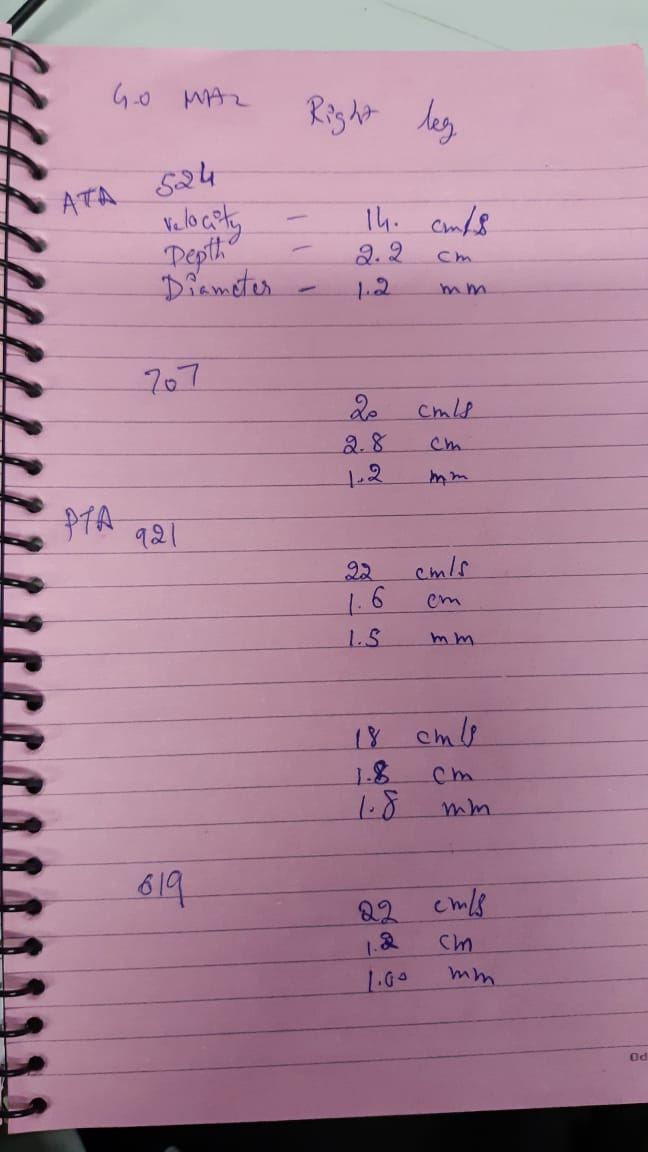 4.0 MHz Right leg
ATA 524
velocity - 14. cm/s
Depth - 2.2 cm
Diameter - 1.2 mm
707
20 cm/s
2.8 cm
1.2 mm
PTA 921
22 cm/s
1.6 cm
1.5 mm
18 cm/s
1.8 cm
1.8 mm
619
22 cm/s
1.2 cm
1.00 mm